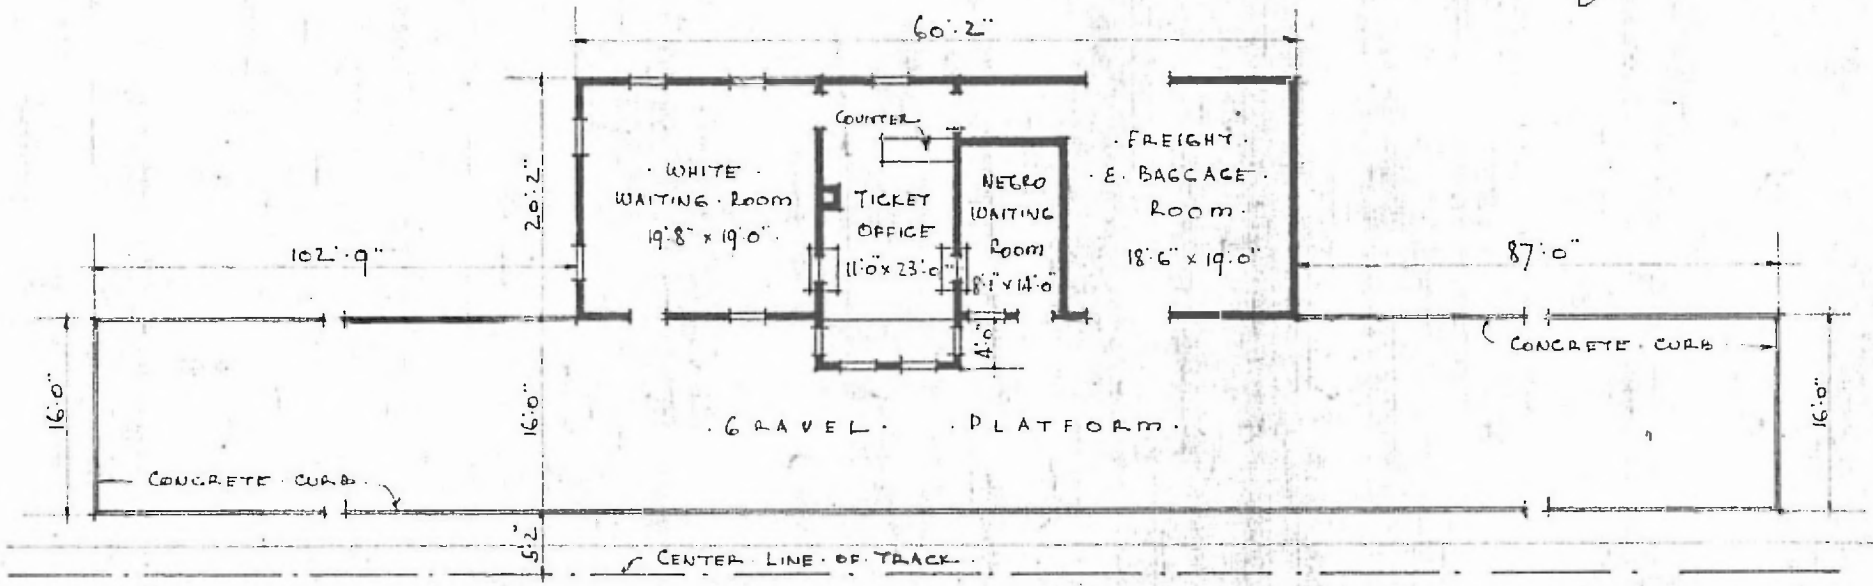 60'-2"
COUNTER
· FREIGHT ·
· & BAGGAGE ·
ROOM ·
18'-6" x 19'-0"
· WHITE ·
WAITING · ROOM
19'-8" x 19'-0" ·
TICKET
OFFICE
11'-0" x 23'-0"
NEGRO
WAITING
ROOM
8'-1" x 14'-0"
20'-2"
102'-9"
87'-0"
4'-0"
CONCRETE · CURB
16'-0"
16'-0"
16'-0"
· GRAVEL · · PLATFORM ·
CONCRETE · CURB ·
5'-2"
CENTER · LINE · OF · TRACK ·